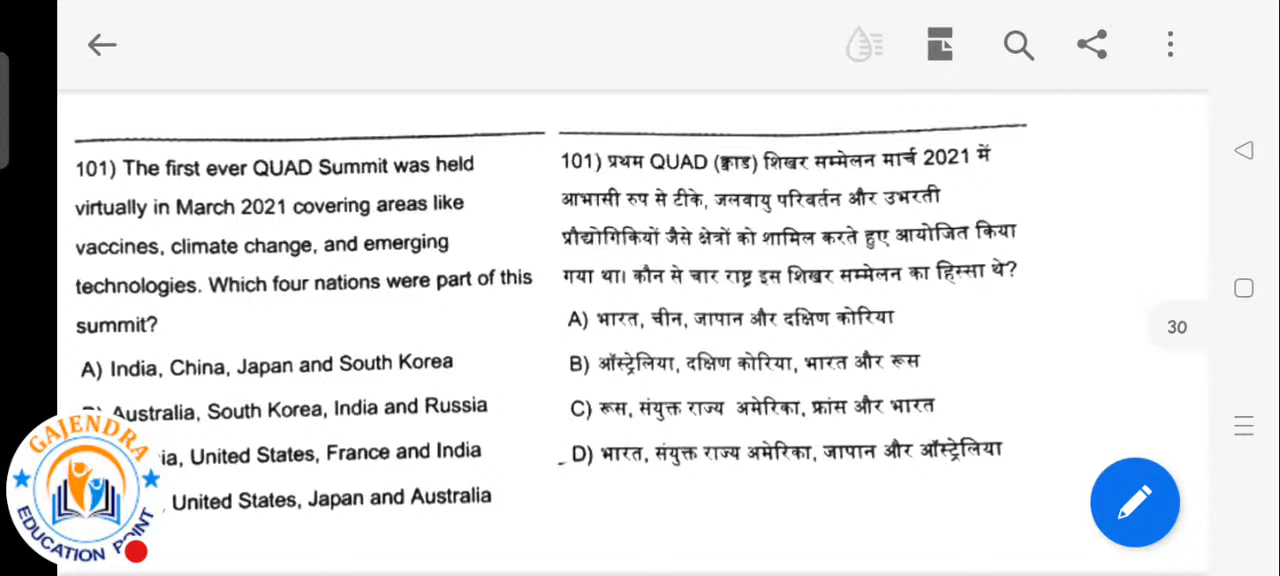 101) The first ever QUAD Summit was held
virtually in March 2021 covering areas like
vaccines, climate change, and emerging
technologies. Which four nations were part of this
summit?
A) India, China, Japan and South Korea
Australia, South Korea, India and Russia
ia, United States, France and India
, United States, Japan and Australia
101) प्रथम QUAD (क्वाड) शिखर सम्मेलन मार्च 2021 में
आभासी रुप से टीके, जलवायु परिवर्तन और उभरती
प्रौद्योगिकियों जैसे क्षेत्रों को शामिल करते हुए आयोजित किया
गया था। कौन से चार राष्ट्र इस शिखर सम्मेलन का हिस्सा थे?
A) भारत, चीन, जापान और दक्षिण कोरिया
B) ऑस्ट्रेलिया, दक्षिण कोरिया, भारत और रूस
C) रूस, संयुक्त राज्य अमेरिका, फ्रांस और भारत
D) भारत, संयुक्त राज्य अमेरिका, जापान और ऑस्ट्रेलिया
30
GAJENDRA
EDUCATION POINT